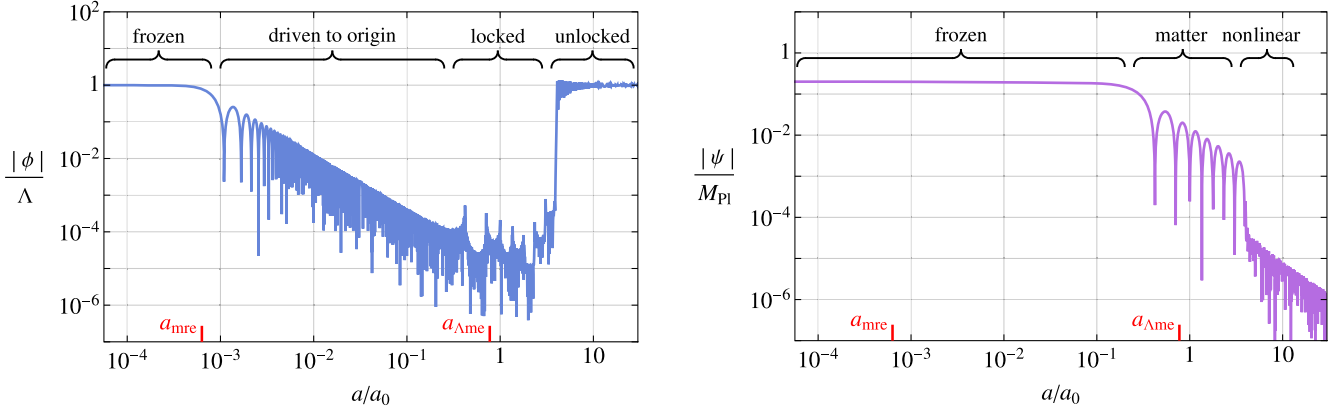 frozen driven to origin locked unlocked
10^2
1
10^-2
10^-4
10^-6
|ϕ|
Λ
a_mre a_Λme
10^-4 10^-3 10^-2 10^-1 1 10
a/a_0
frozen matter nonlinear
1
10^-2
10^-4
10^-6
|ψ|
M_Pl
a_mre a_Λme
10^-4 10^-3 10^-2 10^-1 1 10
a/a_0